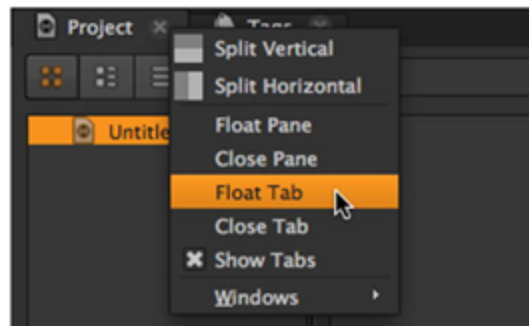 Project Tags
Split Vertical
Split Horizontal
Untitle
Float Pane
Close Pane
Float Tab
Close Tab
Show Tabs
Windows